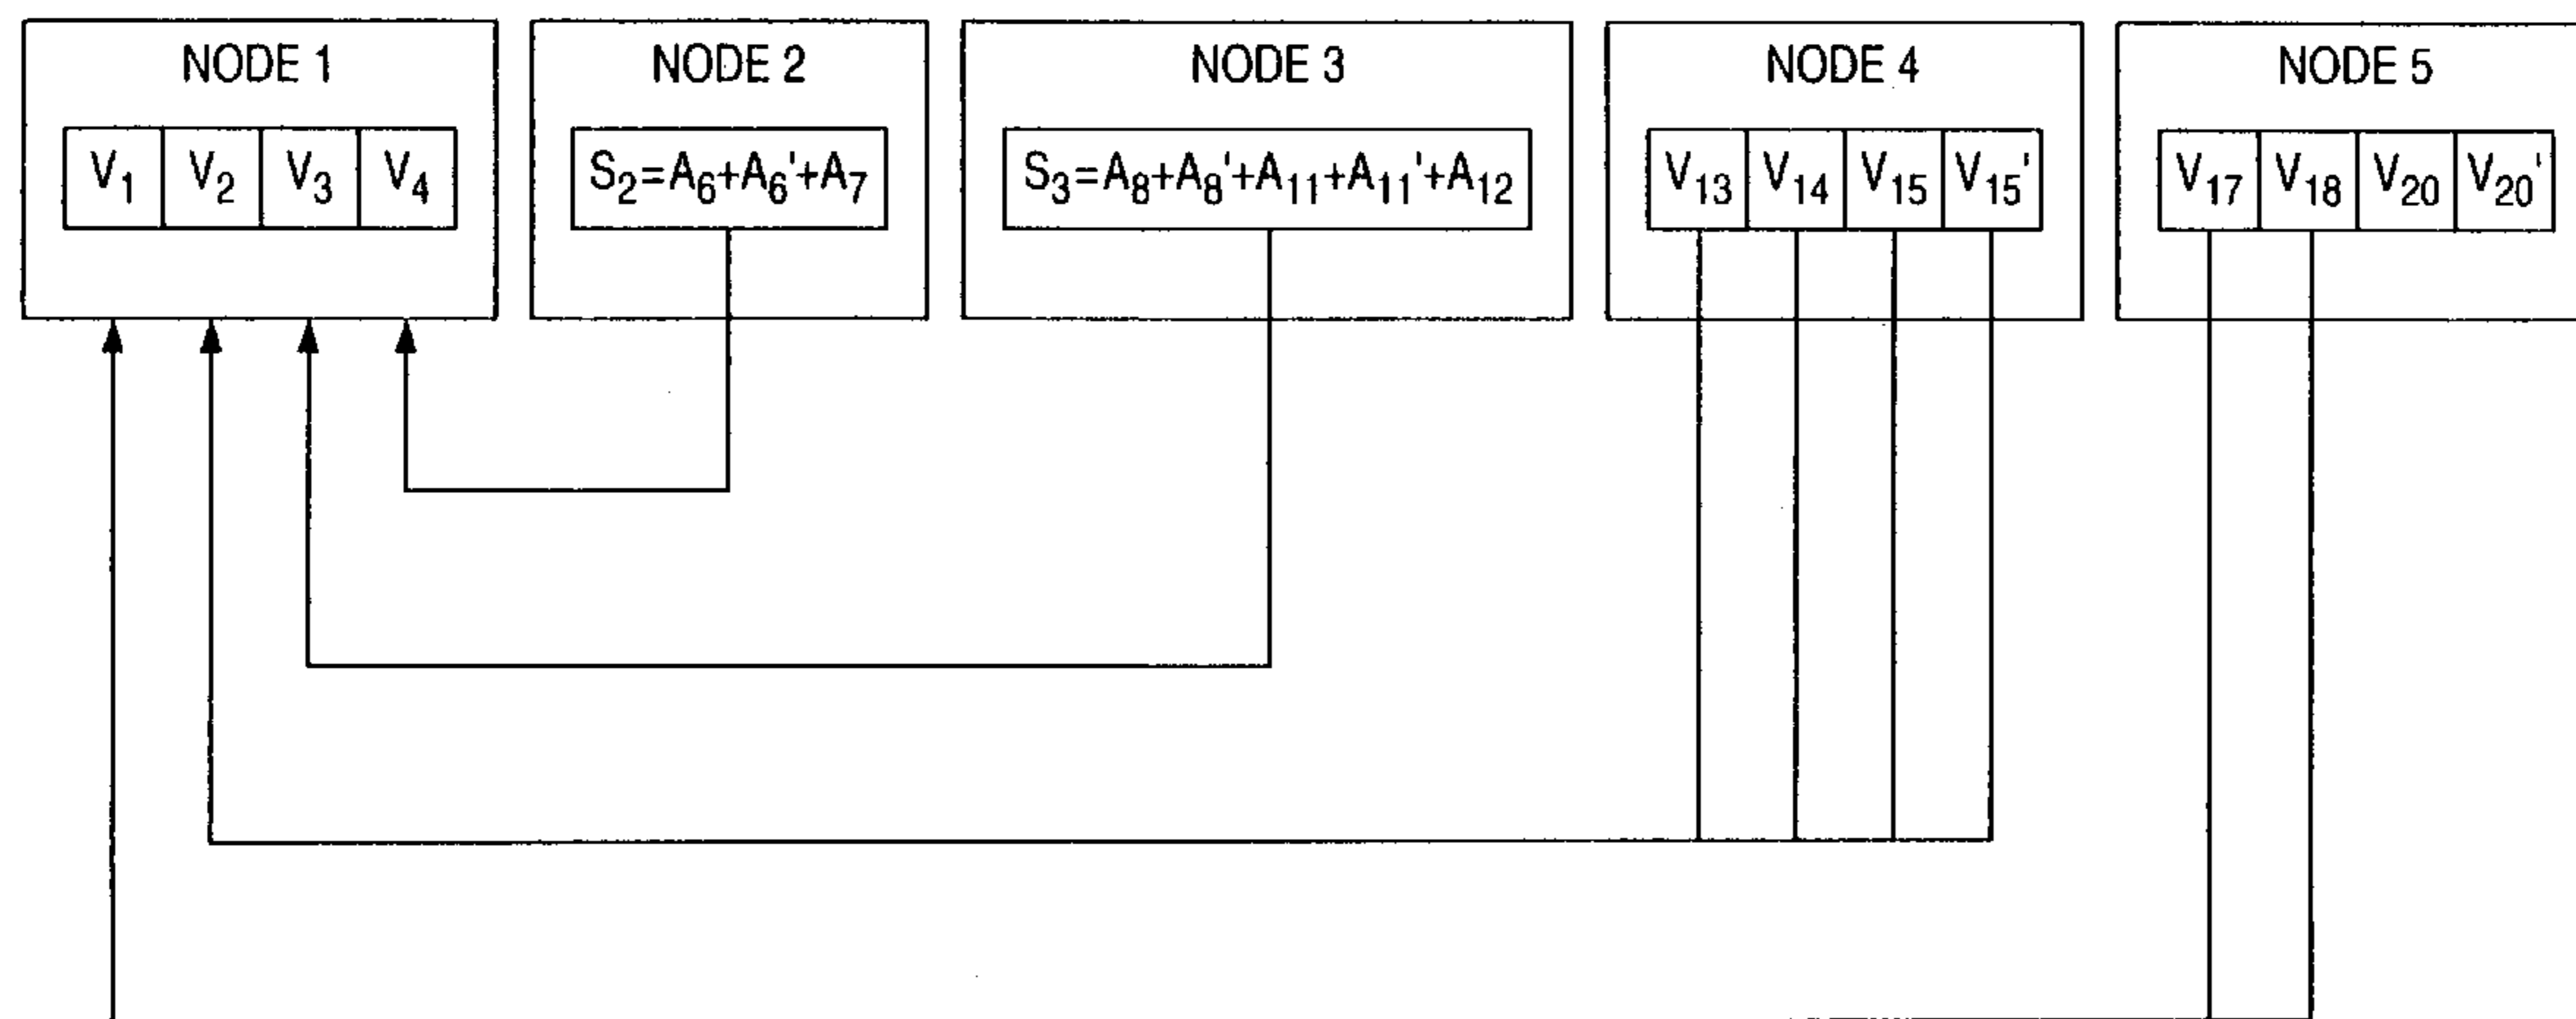 NODE 1 NODE 2 NODE 3 NODE 4 NODE 5
V₁ V₂ V₃ V₄ S₂=A₆+A₆'+A₇ S₃=A₈+A₈'+A₁₁+A₁₁'+A₁₂ V₁₃ V₁₄ V₁₅ V₁₅' V₁₇ V₁₈ V₂₀ V₂₀'